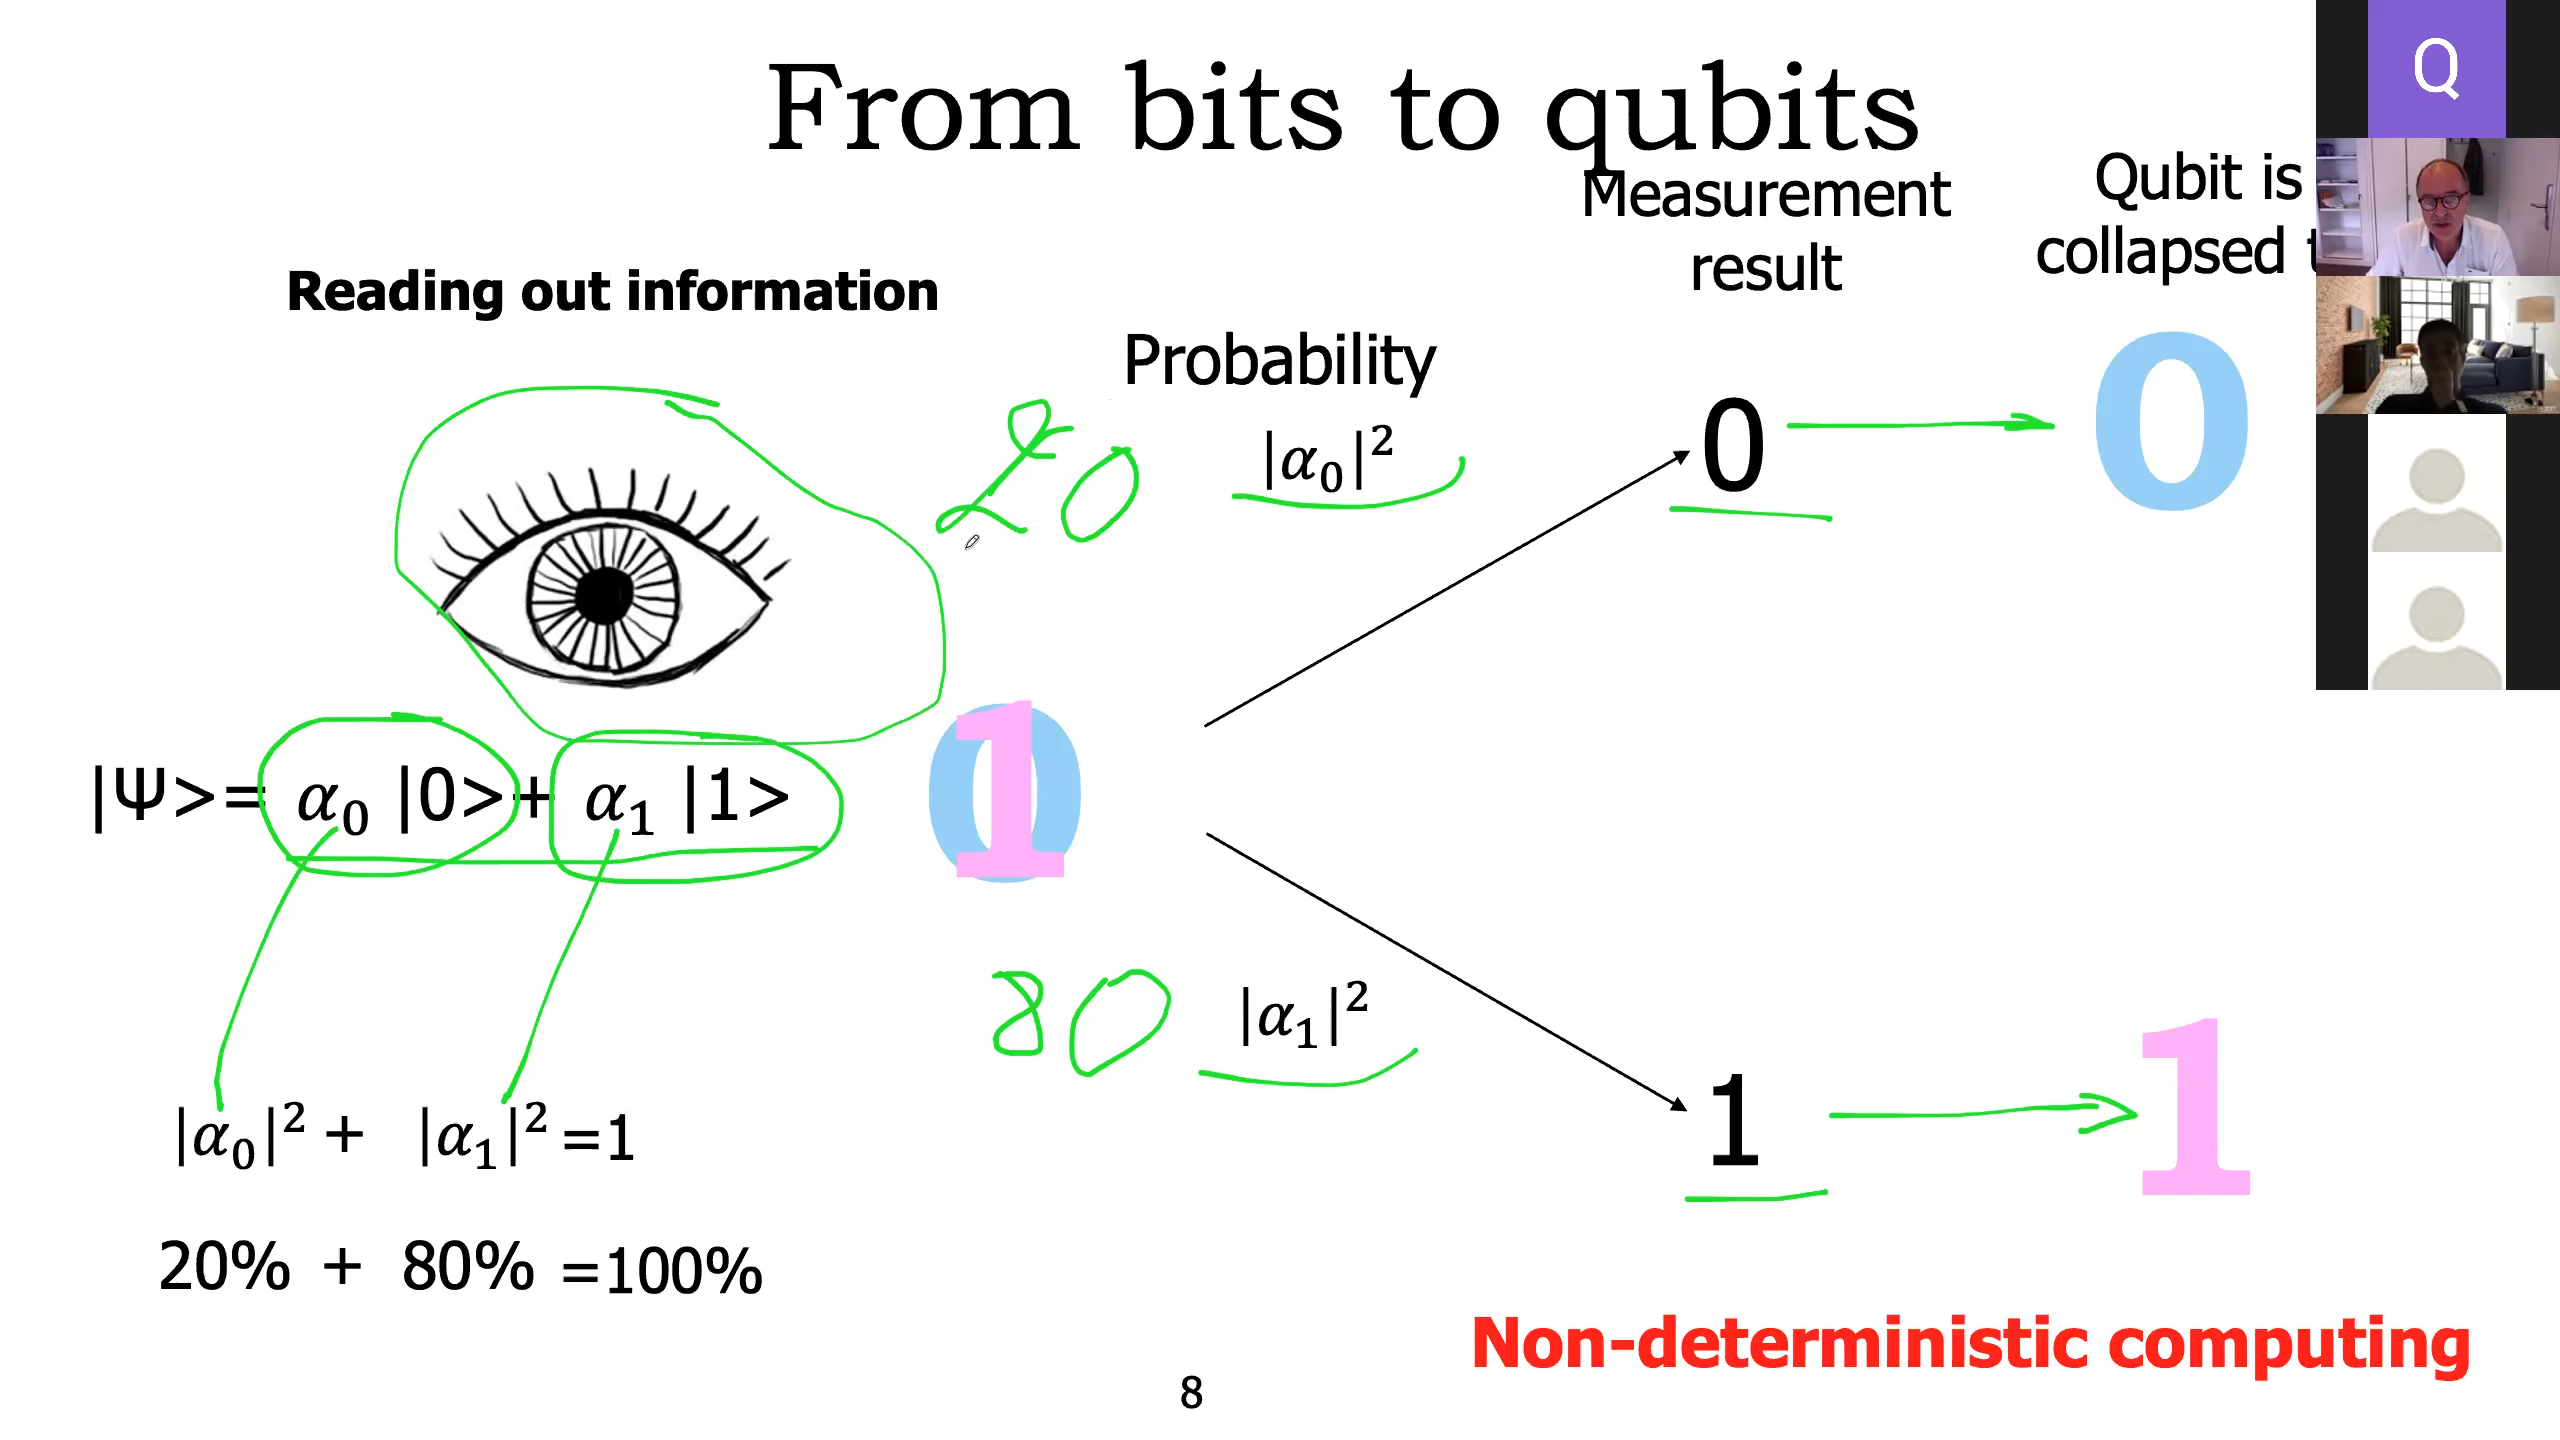 From bits to qubits
Q
Measurement
result
Qubit is
collapsed
Reading out information
Probability
20
|α₀|²
0
0
|Ψ>= α₀ |0>+ α₁ |1>
01
80
|α₁|²
1
1
|α₀|² + |α₁|² =1
20% + 80% =100%
Non-deterministic computing
8